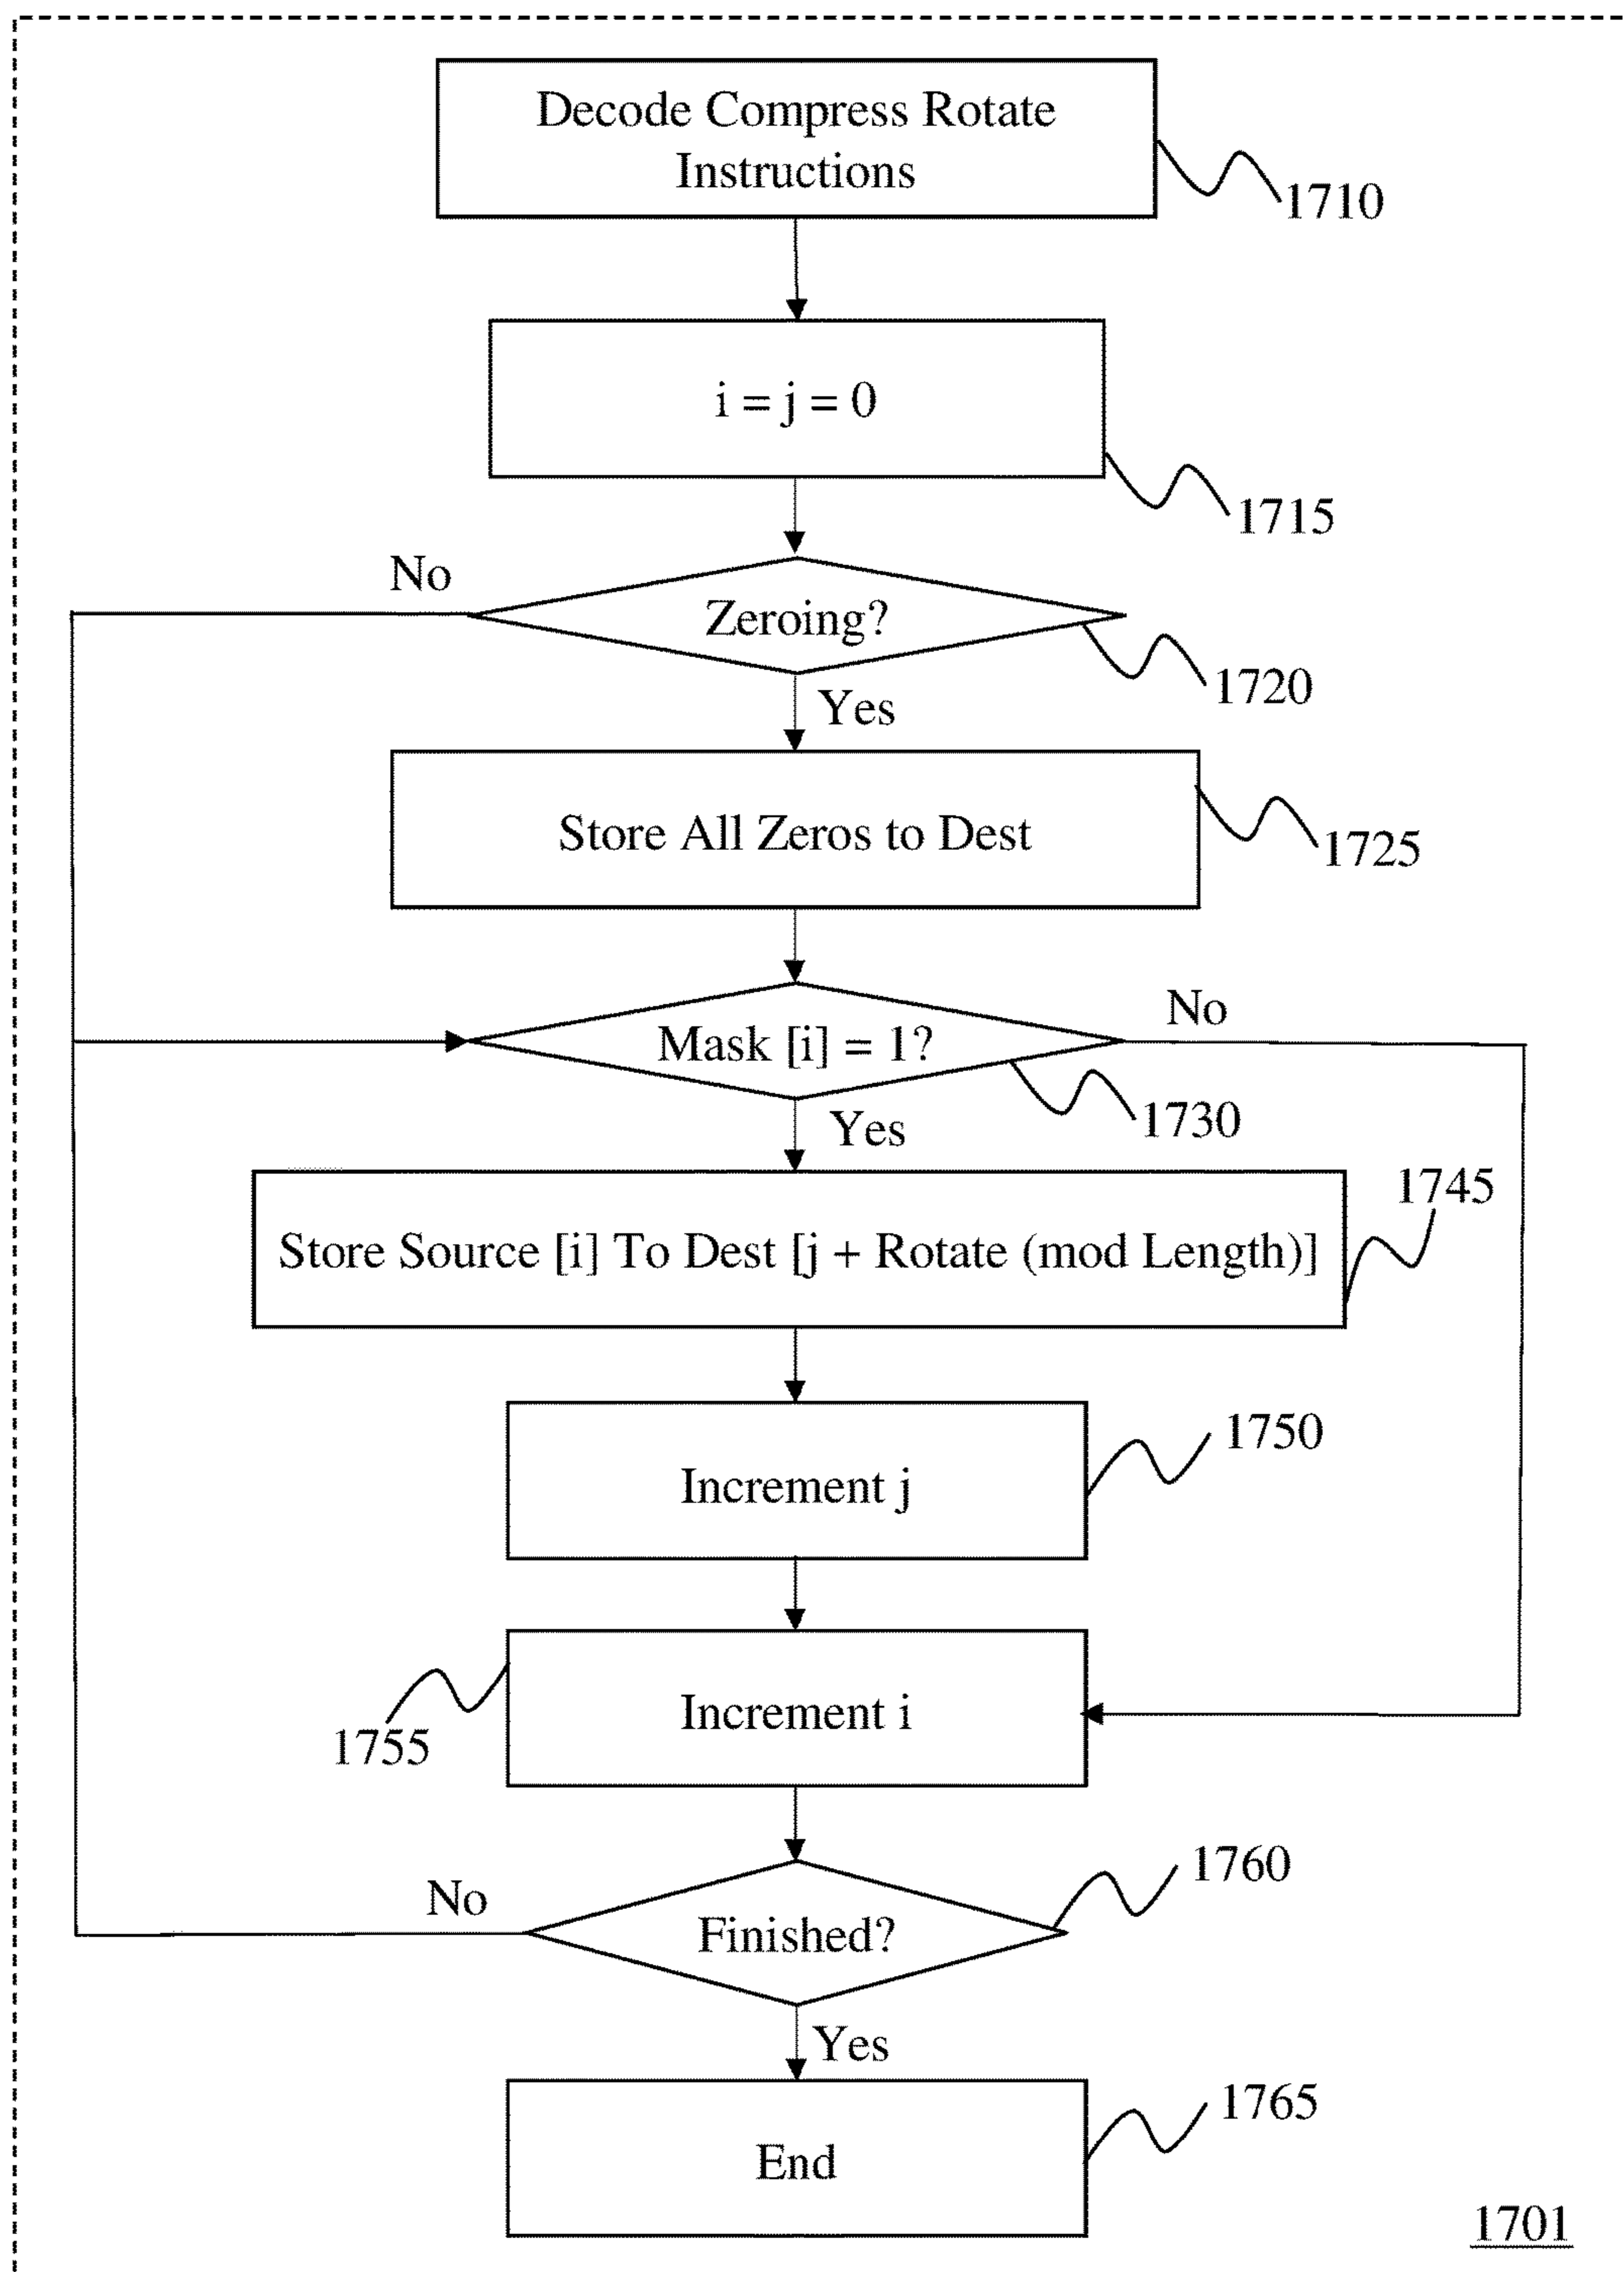 Decode Compress Rotate
Instructions
1710
i = j = 0
1715
No
Zeroing?
1720
Yes
Store All Zeros to Dest
1725
No
Mask [i] = 1?
1730
Yes
1745
Store Source [i] To Dest [j + Rotate (mod Length)]
1750
Increment j
Increment i
1755
1760
No
Finished?
Yes
1765
End
1701